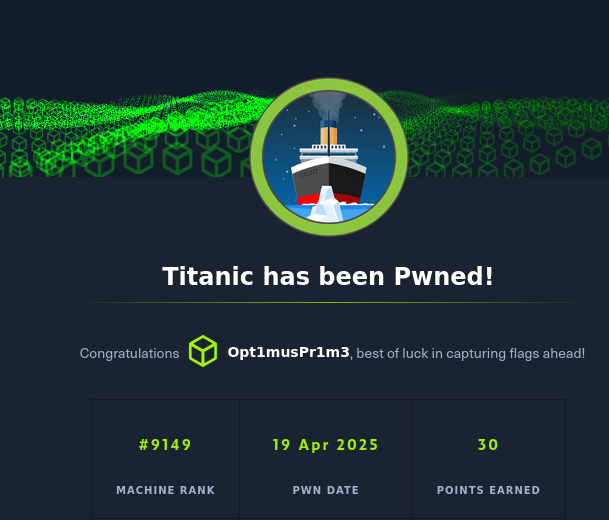 Titanic has been Pwned!
Congratulations Opt1musPr1m3, best of luck in capturing flags ahead!
#9149 19 Apr 2025 30
MACHINE RANK PWN DATE POINTS EARNED